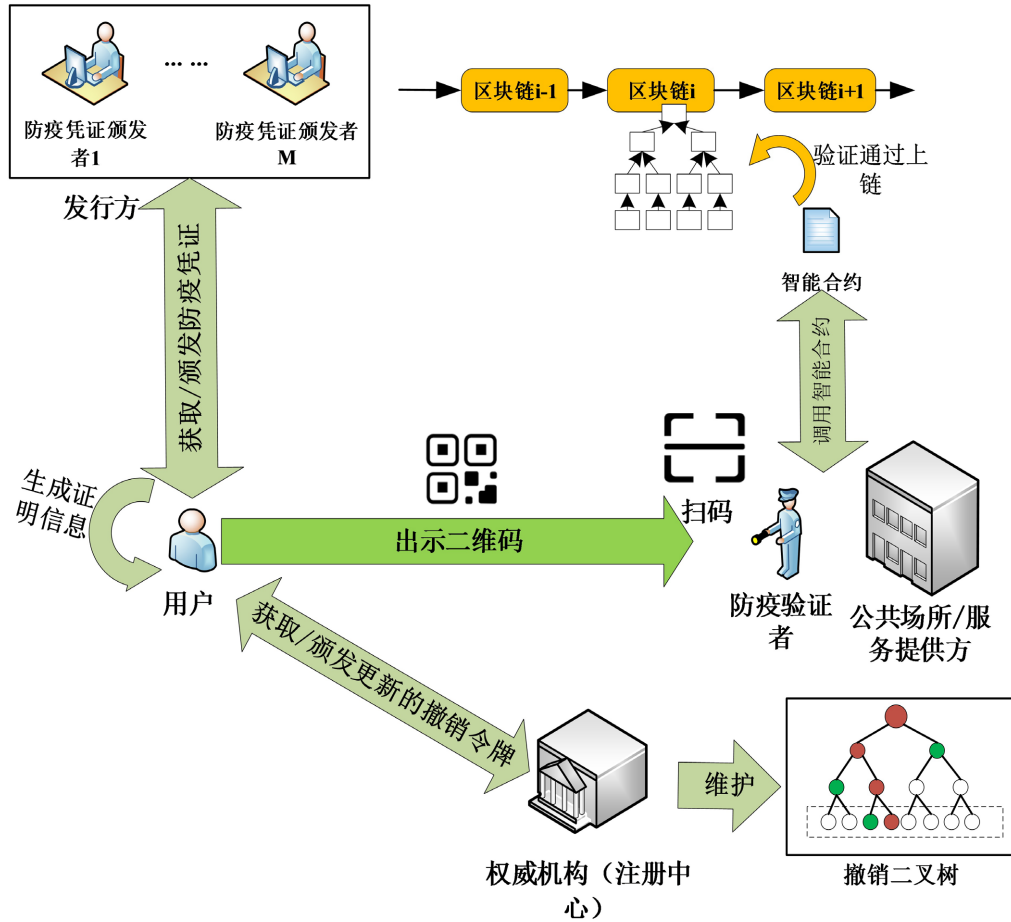 区块链i-1
区块链i
区块链i+1
... ...
防疫凭证颁发
者1
防疫凭证颁发者
M
发行方
验证通过上
链
智能合约
获取/颁发防疫凭证
调用智能合约
生成证
明信息
扫码
出示二维码
用户
防疫验证
者
公共场所/服
务提供方
获取/颁发更新的撤销令牌
维护
权威机构（注册中
心）
撤销二叉树